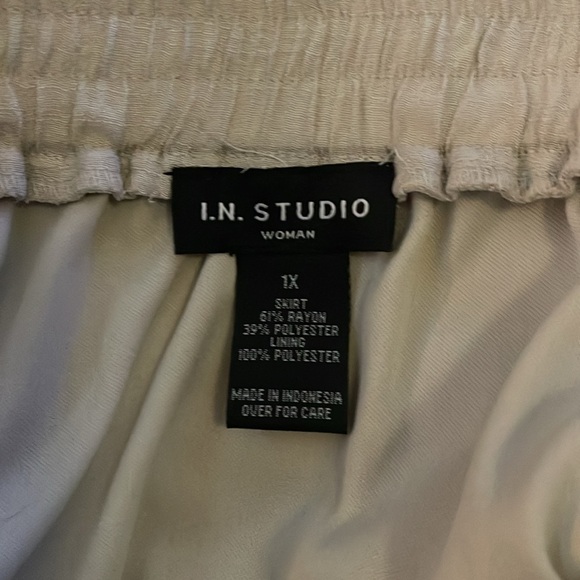 I.N. STUDIO
WOMAN
1X
SKIRT
61% RAYON
39% POLYESTER
LINING
100% POLYESTER
MADE IN INDONESIA
OVER FOR CARE